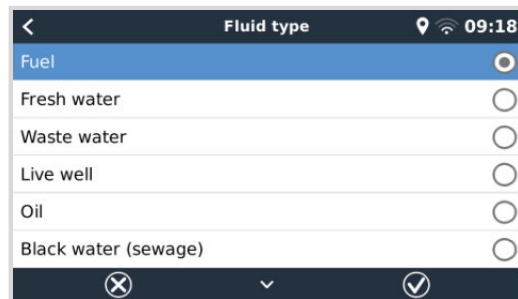 Fluid type 09:18
Fuel
Fresh water
Waste water
Live well
Oil
Black water (sewage)